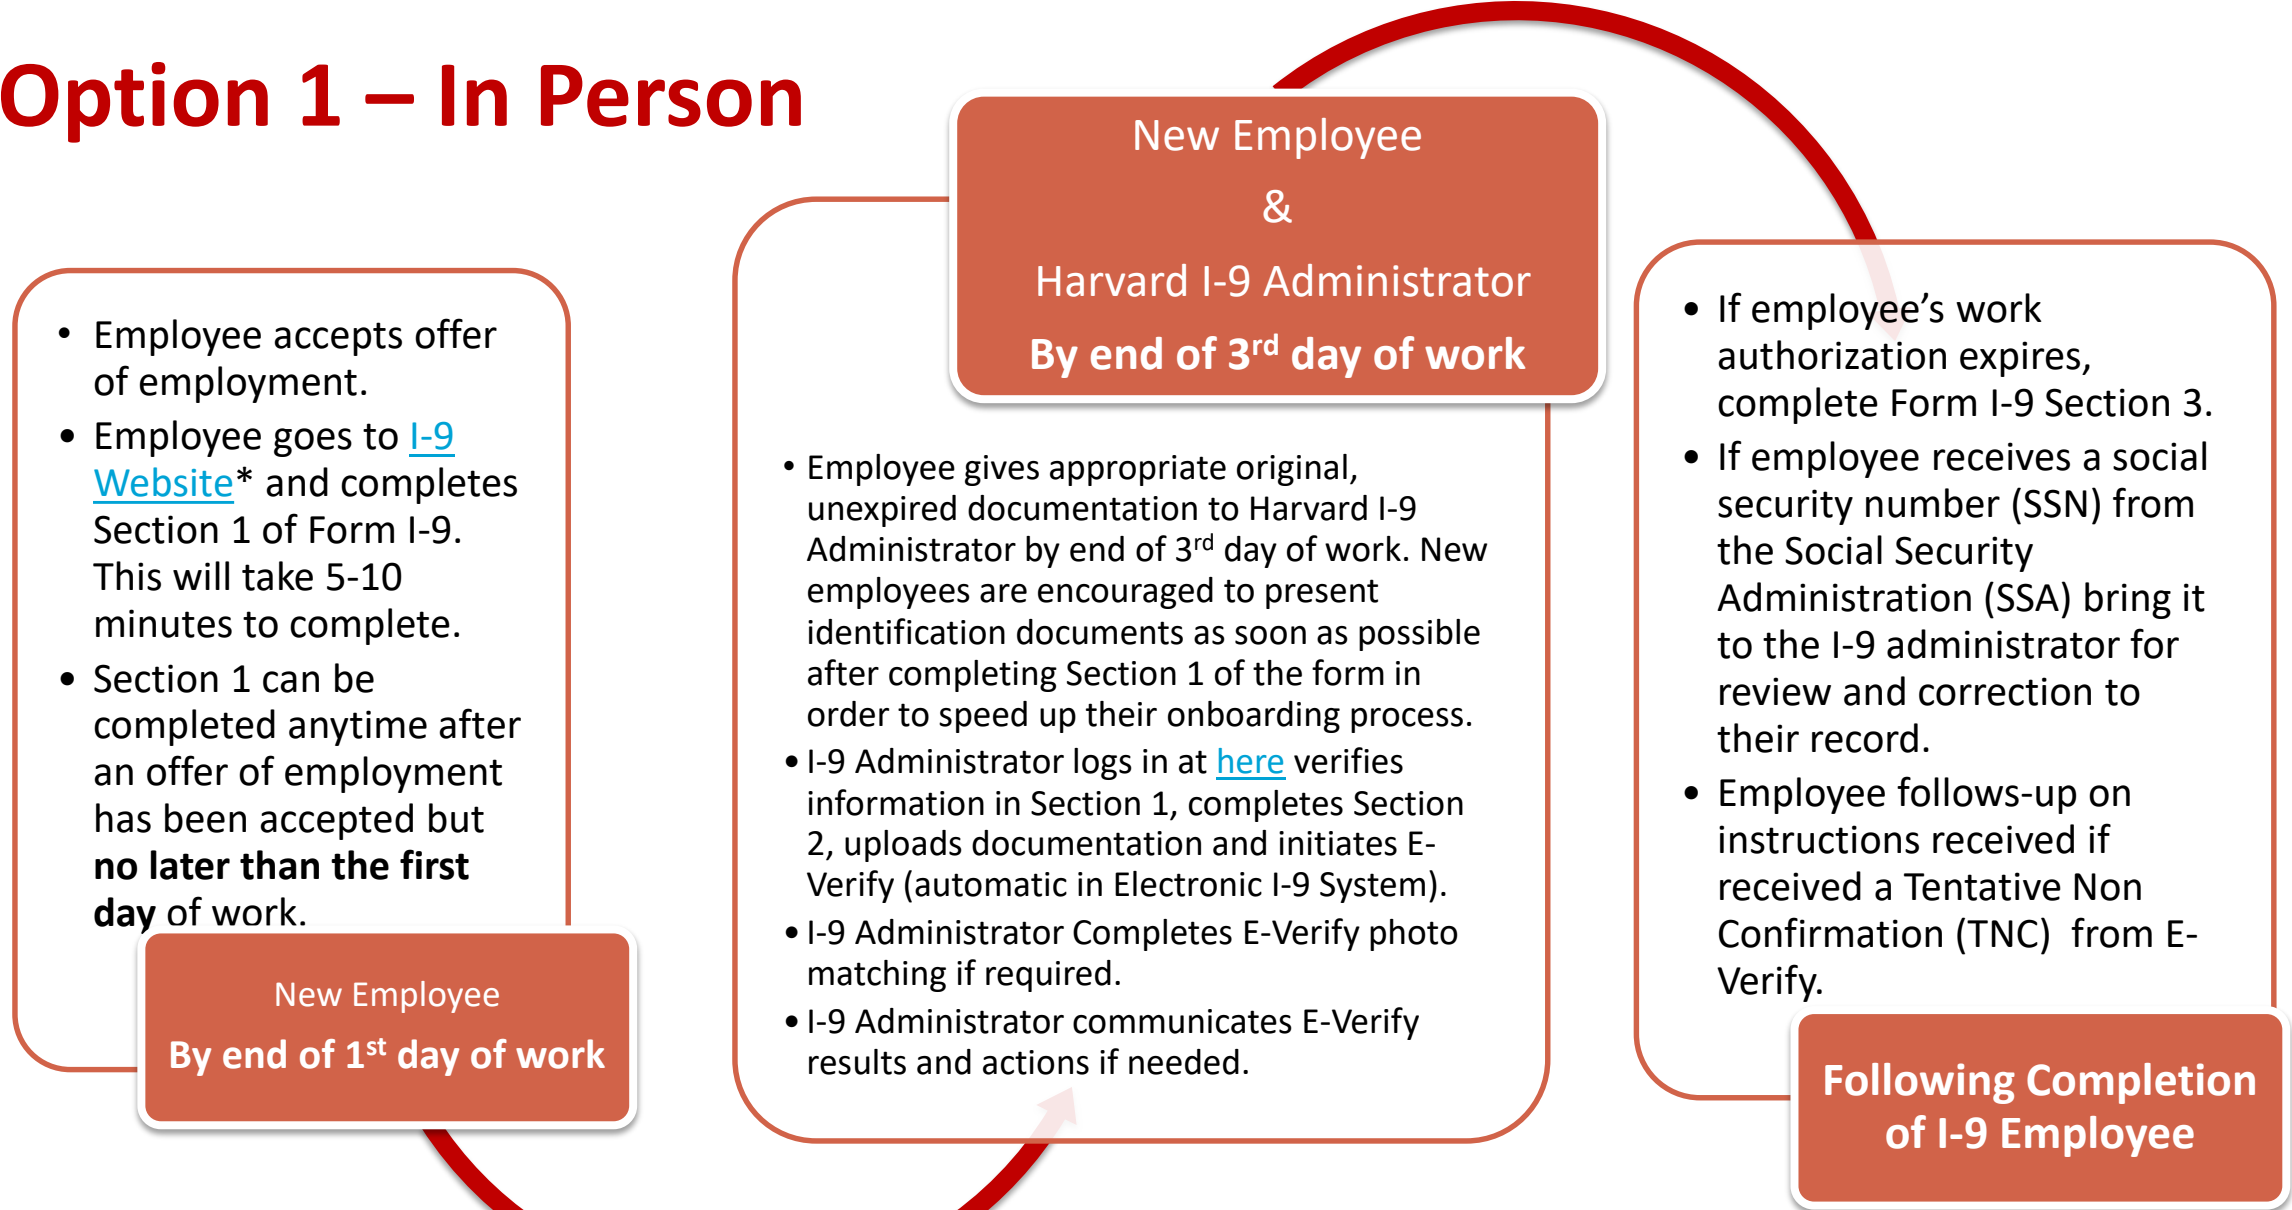 Option 1 – In Person
• Employee accepts offer
of employment.
• Employee goes to I-9
Website* and completes
Section 1 of Form I-9.
This will take 5-10
minutes to complete.
• Section 1 can be
completed anytime after
an offer of employment
has been accepted but
no later than the first
day of work.
New Employee
By end of 1st day of work
New Employee
&
Harvard I-9 Administrator
By end of 3rd day of work
• Employee gives appropriate original,
unexpired documentation to Harvard I-9
Administrator by end of 3rd day of work. New
employees are encouraged to present
identification documents as soon as possible
after completing Section 1 of the form in
order to speed up their onboarding process.
• I-9 Administrator logs in at here verifies
information in Section 1, completes Section
2, uploads documentation and initiates E-
Verify (automatic in Electronic I-9 System).
• I-9 Administrator Completes E-Verify photo
matching if required.
• I-9 Administrator communicates E-Verify
results and actions if needed.
• If employee’s work
authorization expires,
complete Form I-9 Section 3.
• If employee receives a social
security number (SSN) from
the Social Security
Administration (SSA) bring it
to the I-9 administrator for
review and correction to
their record.
• Employee follows-up on
instructions received if
received a Tentative Non
Confirmation (TNC)  from E-
Verify.
Following Completion
of I-9 Employee